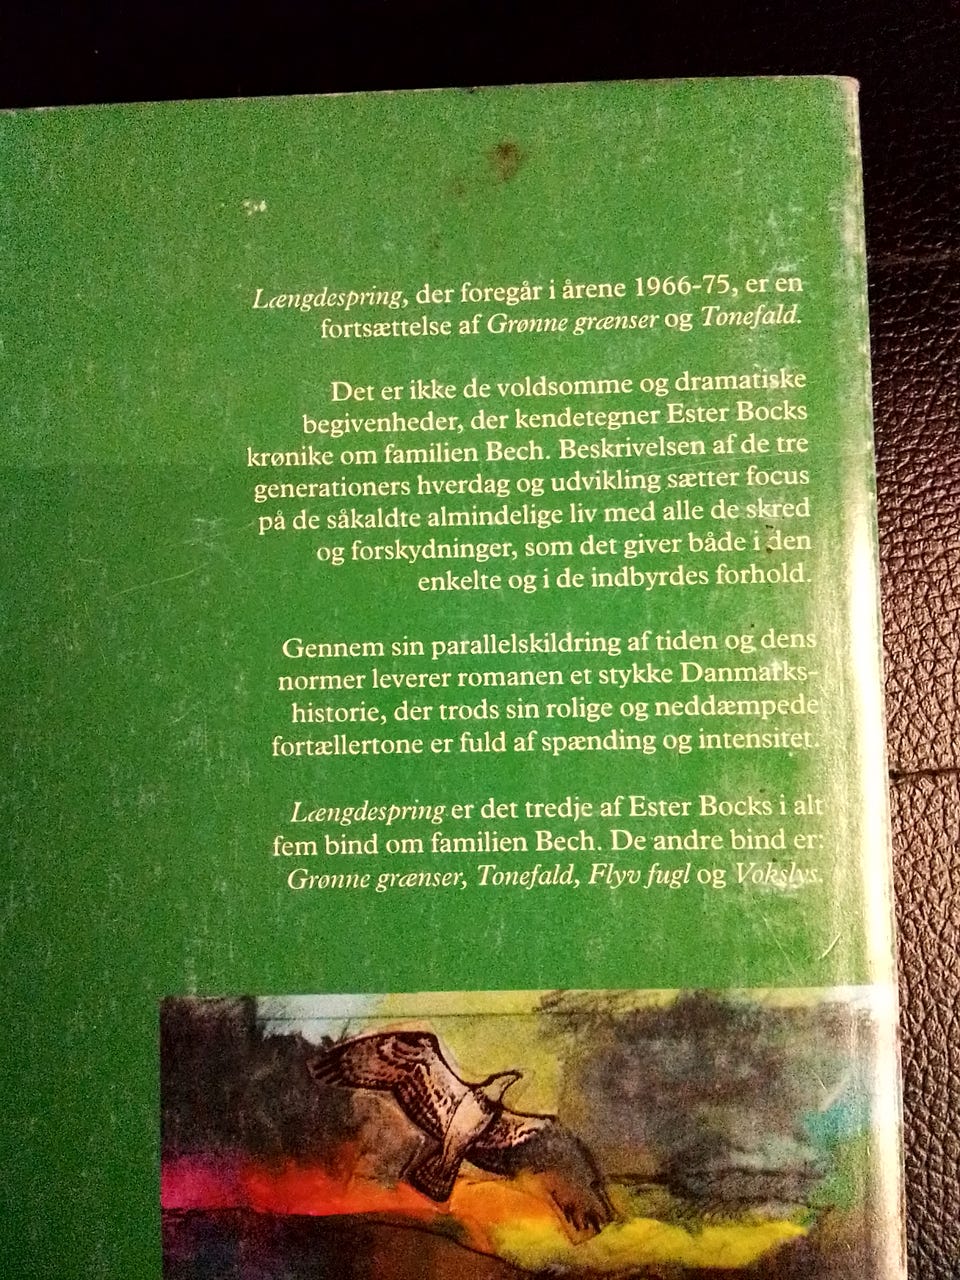 Længdespring, der foregår i årene 1966-75, er en
fortsættelse af Grønne grænser og Tonefald.
Det er ikke de voldsomme og dramatiske
begivenheder, der kendetegner Ester Bocks
krønike om familien Bech. Beskrivelsen af de tre
generationers hverdag og udvikling sætter focus
på de såkaldte almindelige liv med alle de skred
og forskydninger, som det giver både i den
enkelte og i de indbyrdes forhold.
Gennem sin parallelskildring af tiden og dens
normer leverer romanen et stykke Danmarks-
historie, der trods sin rolige og neddæmpede
fortællertone er fuld af spænding og intensitet.
Længdespring er det tredje af Ester Bocks i alt
fem bind om familien Bech. De andre bind er:
Grønne grænser, Tonefald, Flyv fugl og Vokslys.